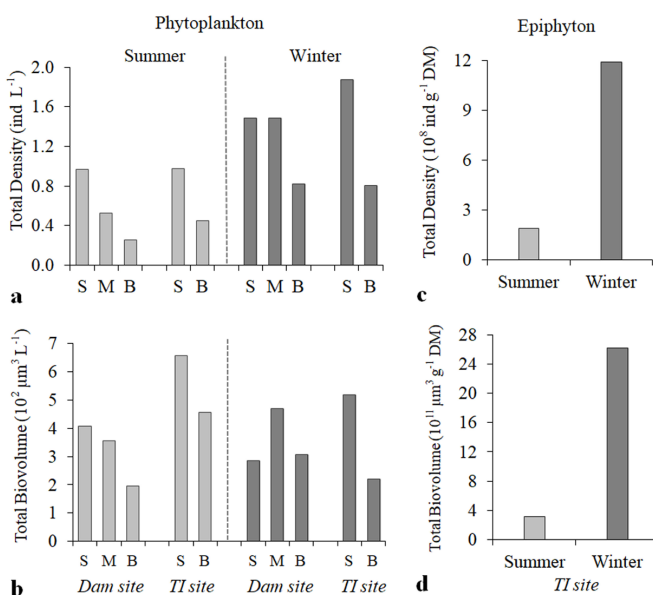 Phytoplankton
Summer Winter
Total Density (ind L⁻¹)
2.0
1.6
1.2
0.8
0.4
0.0
S M B S B S M B S B
a
Epiphyton
Total Density (10⁸ ind g⁻¹ DM)
12
9
6
3
0
Summer Winter
c
Total Biovolume (10² µm³ L⁻¹)
7
6
5
4
3
2
1
0
S M B S B S M B S B
b Dam site TI site Dam site TI site
Total Biovolume (10¹¹ µm³ g⁻¹ DM)
28
24
20
16
12
8
4
0
Summer Winter
d TI site